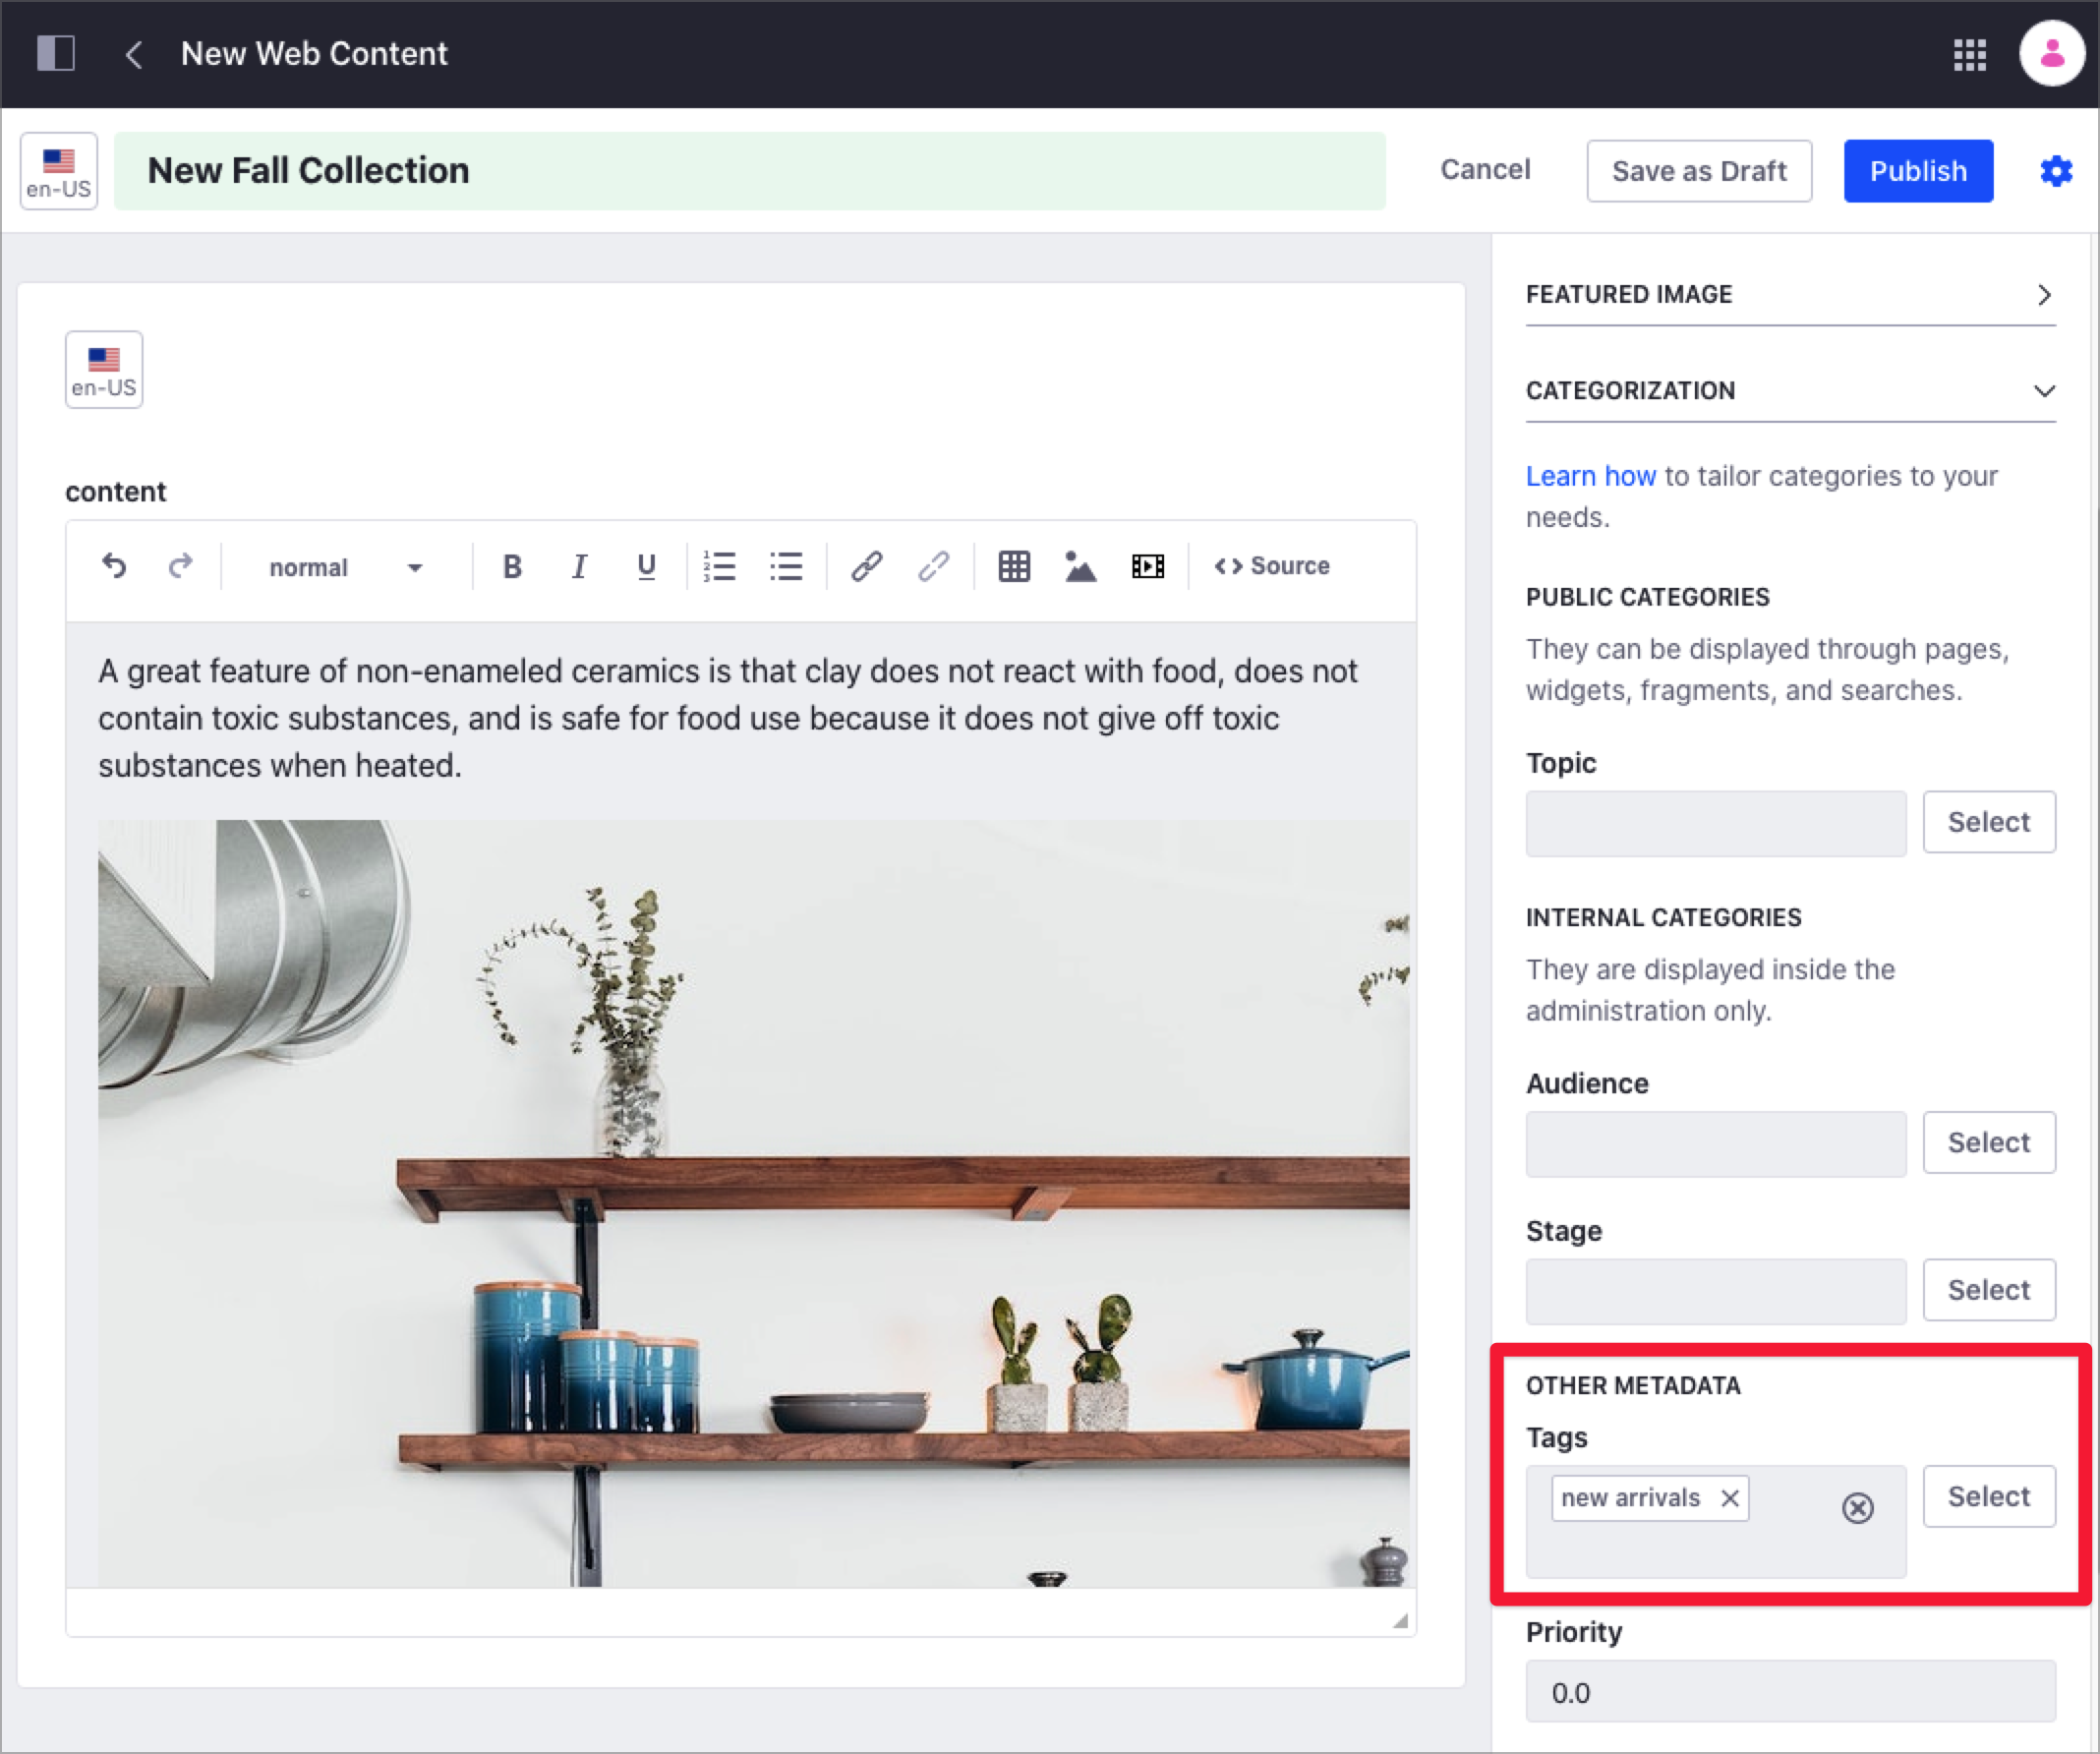 New Web Content
en-US
New Fall Collection
Cancel
Save as Draft
Publish
en-US
content
normal
B
I
U
1
2
3
<> Source
A great feature of non-enameled ceramics is that clay does not react with food, does not
contain toxic substances, and is safe for food use because it does not give off toxic
substances when heated.
FEATURED IMAGE
CATEGORIZATION
Learn how to tailor categories to your
needs.
PUBLIC CATEGORIES
They can be displayed through pages,
widgets, fragments, and searches.
Topic
Select
INTERNAL CATEGORIES
They are displayed inside the
administration only.
Audience
Select
Stage
Select
OTHER METADATA
Tags
new arrivals
Select
Priority
0.0